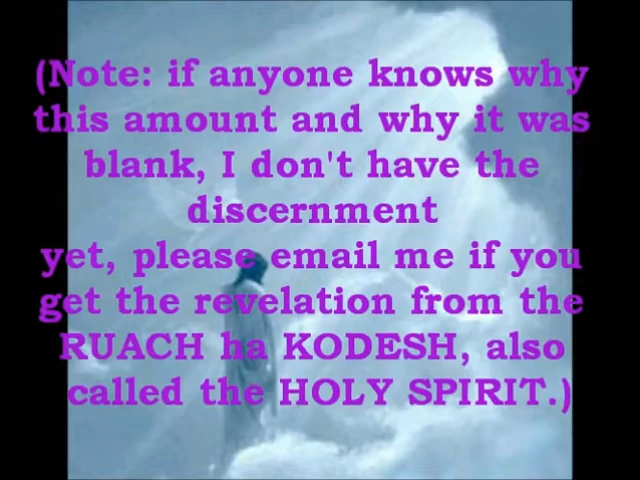 (Note: if anyone knows why
this amount and why it was
blank, I don't have the
discernment
yet, please email me if you
get the revelation from the
RUACH ha KODESH, also
called the HOLY SPIRIT.)